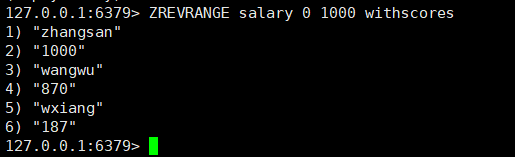 127.0.0.1:6379> ZREVRANGE salary 0 1000 withscores
1) "zhangsan"
2) "1000"
3) "wangwu"
4) "870"
5) "wxiang"
6) "187"
127.0.0.1:6379>